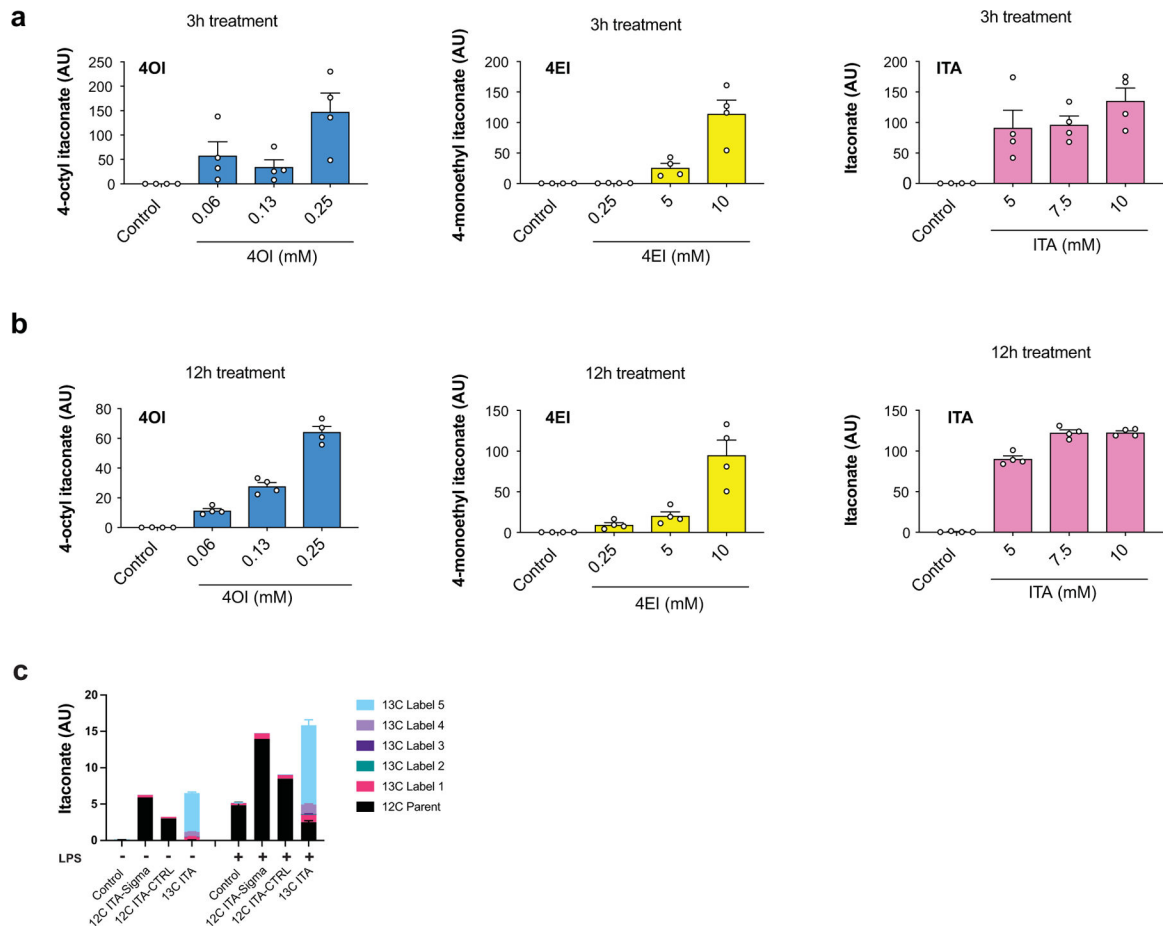 a
3h treatment
4-octyl itaconate (AU)
4OI
250
200
150
100
50
0
Control
0.06
0.13
0.25
4OI (mM)
3h treatment
4-monoethyl itaconate (AU)
4EI
200
150
100
50
0
Control
0.25
5
10
4EI (mM)
3h treatment
Itaconate (AU)
ITA
200
150
100
50
0
Control
5
7.5
10
ITA (mM)
b
12h treatment
4-octyl itaconate (AU)
4OI
80
60
40
20
0
Control
0.06
0.13
0.25
4OI (mM)
12h treatment
4-monoethyl itaconate (AU)
4EI
150
100
50
0
Control
0.25
5
10
4EI (mM)
12h treatment
Itaconate (AU)
ITA
150
100
50
0
Control
5
7.5
10
ITA (mM)
c
Itaconate (AU)
20
15
10
5
0
13C Label 5
13C Label 4
13C Label 3
13C Label 2
13C Label 1
12C Parent
LPS - - - - + + + +
Control
12C ITA-Sigma
12C ITA-CTRL
13C ITA
Control
12C ITA-Sigma
12C ITA-CTRL
13C ITA